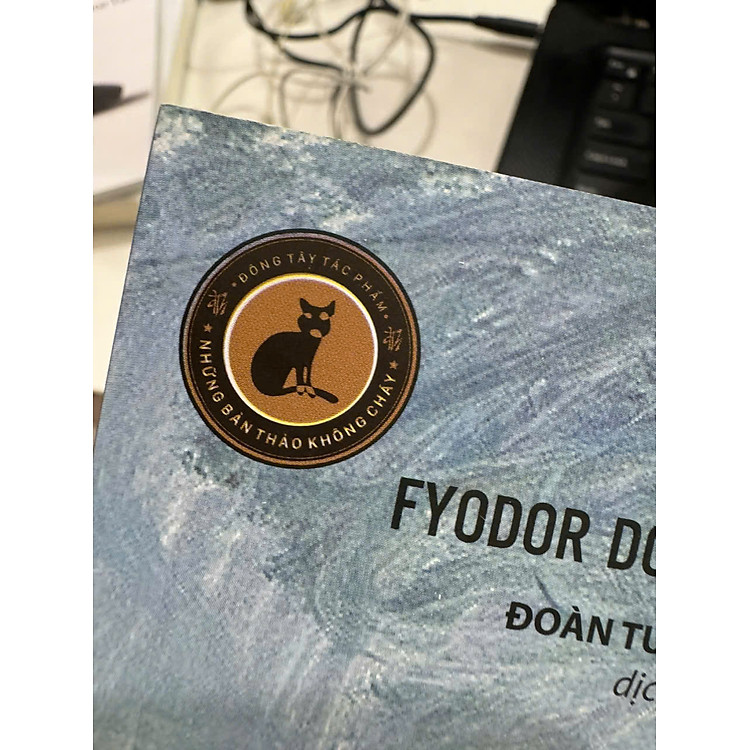 ĐÔNG TÂY TÁC PHẨM
NHỮNG BẢN THẢO KHÔNG CHÁY
FYODOR DO
ĐOÀN TU
dịc